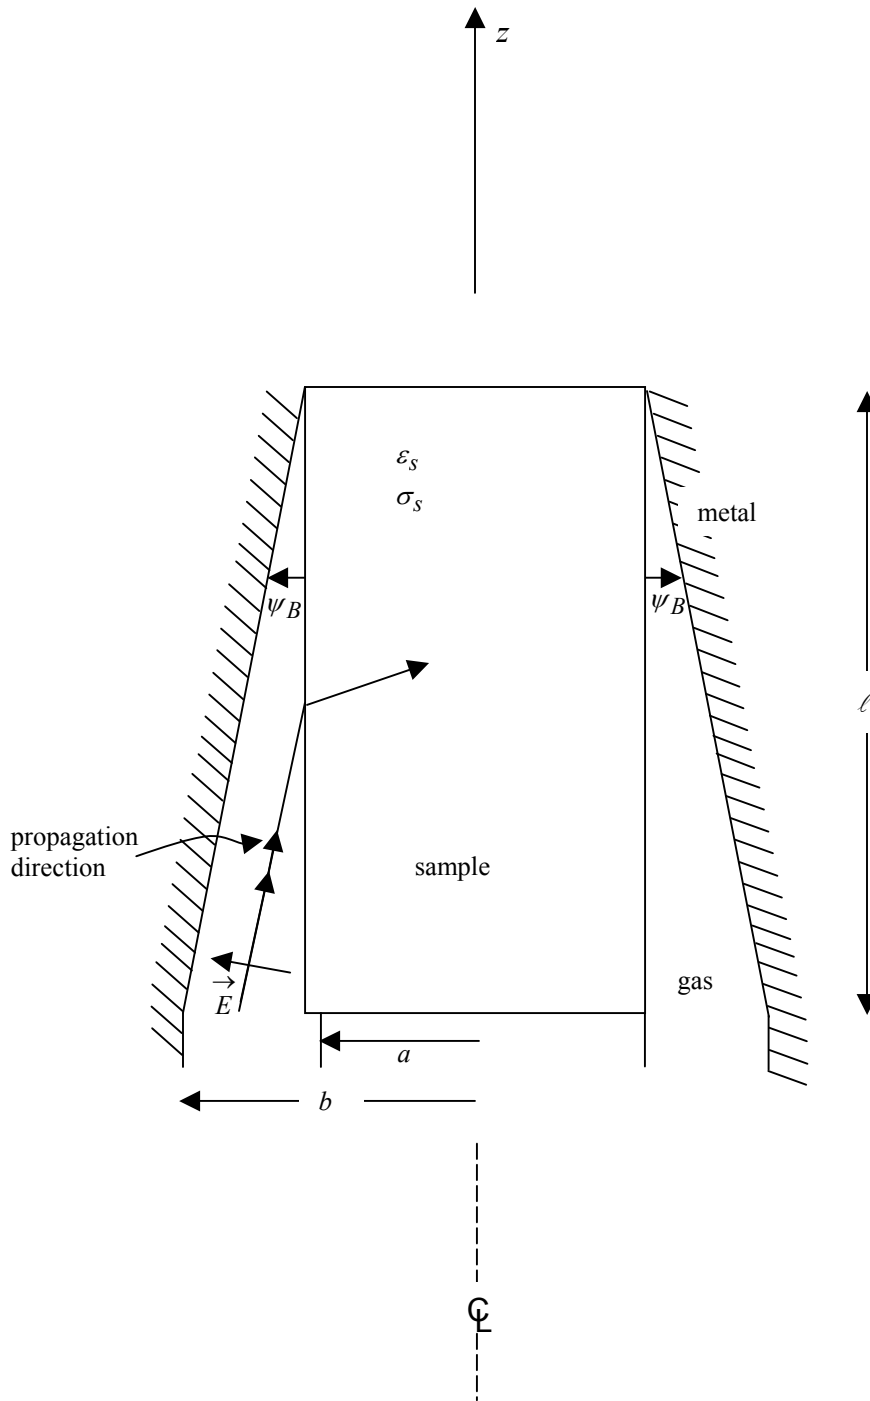 z
ε_s
σ_s
metal
ψ_B
ψ_B
ℓ
propagation
direction
sample
gas
E
a
b
℄